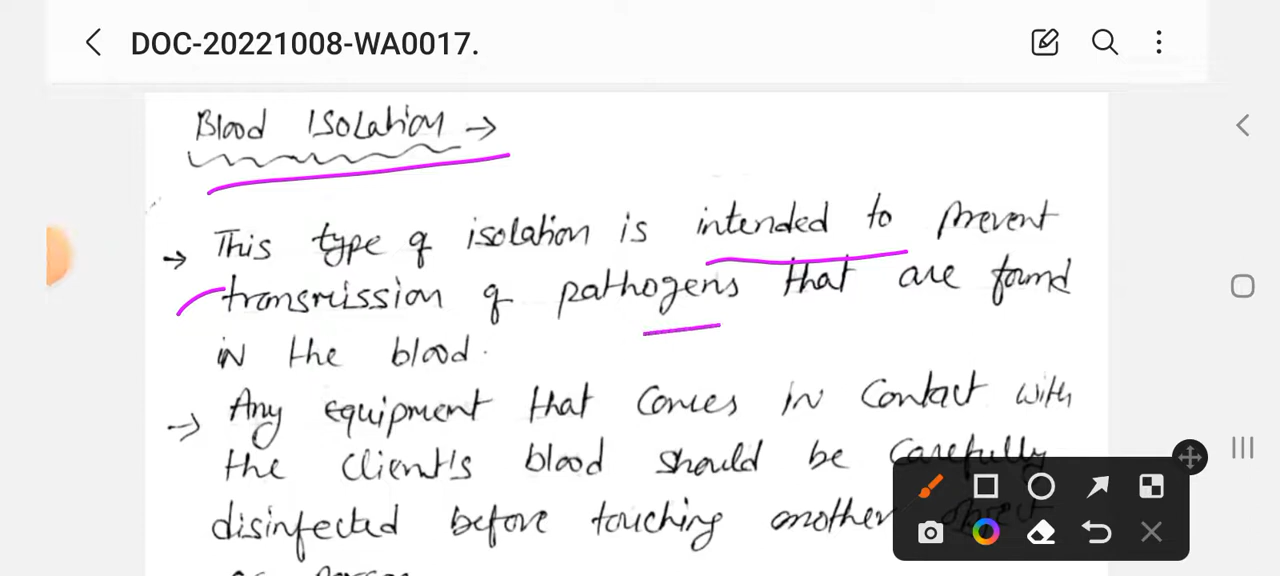 DOC-20221008-WA0017.
Blood Isolation →
→ This type of isolation is intended to prevent
transmission of pathogens that are found
in the blood.
→ Any equipment that comes in contact with
the client's blood should be carefully
disinfected before touching another object